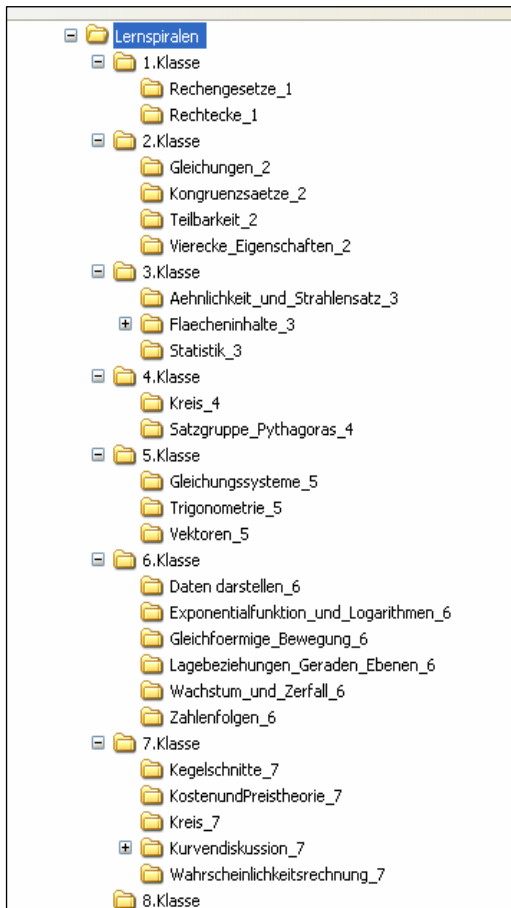 Lernspiralen
1.Klasse
Rechengesetze_1
Rechtecke_1
2.Klasse
Gleichungen_2
Kongruenzsaetze_2
Teilbarkeit_2
Vierecke_Eigenschaften_2
3.Klasse
Aehnlichkeit_und_Strahlensatz_3
Flaecheninhalte_3
Statistik_3
4.Klasse
Kreis_4
Satzgruppe_Pythagoras_4
5.Klasse
Gleichungssysteme_5
Trigonometrie_5
Vektoren_5
6.Klasse
Daten darstellen_6
Exponentialfunktion_und_Logarithmen_6
Gleichfoermige_Bewegung_6
Lagebeziehungen_Geraden_Ebenen_6
Wachstum_und_Zerfall_6
Zahlenfolgen_6
7.Klasse
Kegelschnitte_7
KostenundPreistheorie_7
Kreis_7
Kurvendiskussion_7
Wahrscheinlichkeitsrechnung_7
8.Klasse